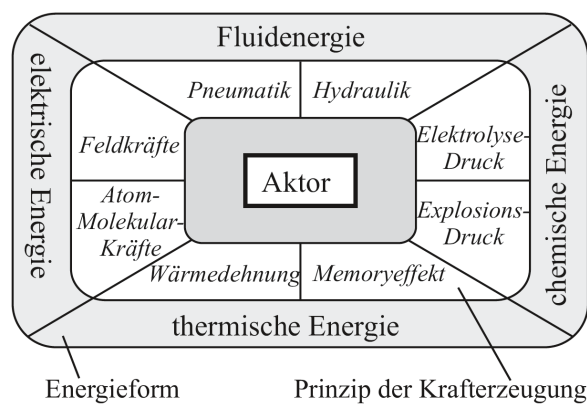 Fluidenergie
elektrische Energie
chemische Energie
Pneumatik
Hydraulik
Feldkräfte
Elektrolyse-
Druck
Aktor
Atom-
Molekular-
Kräfte
Explosions-
Druck
Wärmedehnung
Memoryeffekt
thermische Energie
Energieform
Prinzip der Krafterzeugung